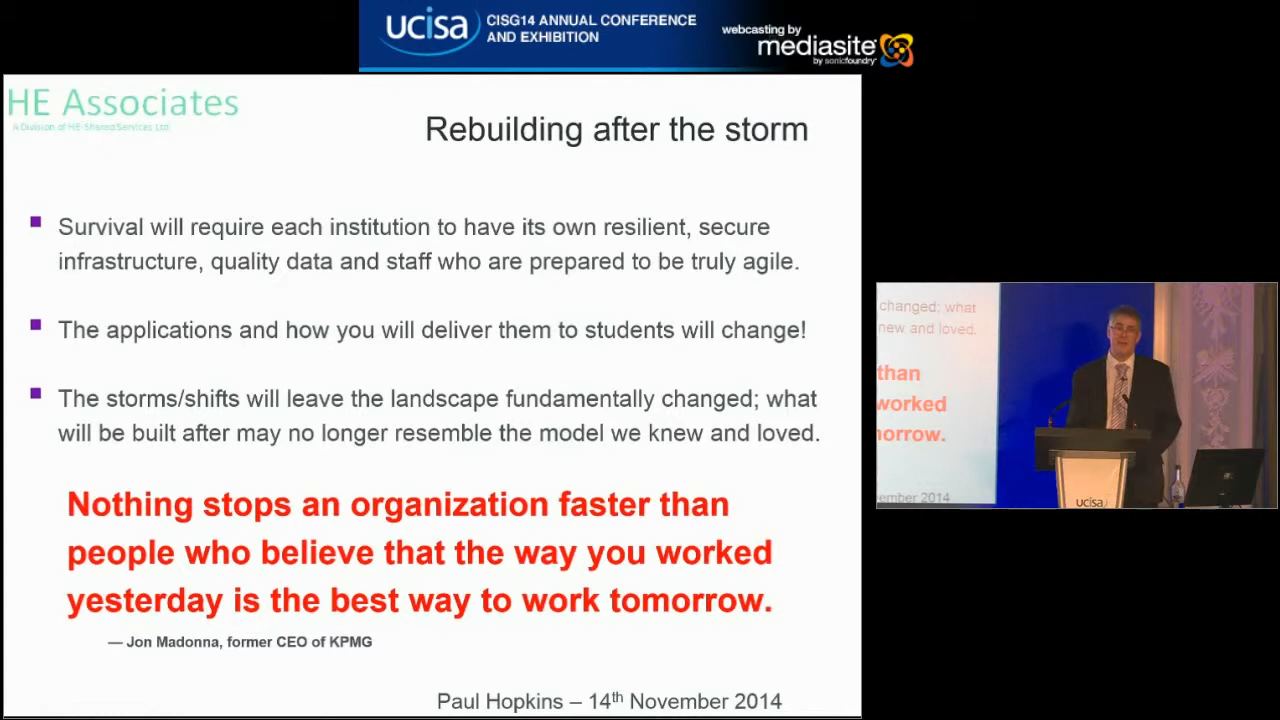 ucisa
CISG14 ANNUAL CONFERENCE
AND EXHIBITION
webcasting by
mediasite
by sonicfoundry
HE Associates
A Division of HE-Shared Services Ltd
Rebuilding after the storm
Survival will require each institution to have its own resilient, secure
infrastructure, quality data and staff who are prepared to be truly agile.
The applications and how you will deliver them to students will change!
The storms/shifts will leave the landscape fundamentally changed; what
will be built after may no longer resemble the model we knew and loved.
Nothing stops an organization faster than
people who believe that the way you worked
yesterday is the best way to work tomorrow.
— Jon Madonna, former CEO of KPMG
Paul Hopkins – 14th November 2014
changed; what
new and loved.
than
worked
morrow.
ember 2014
ucisa